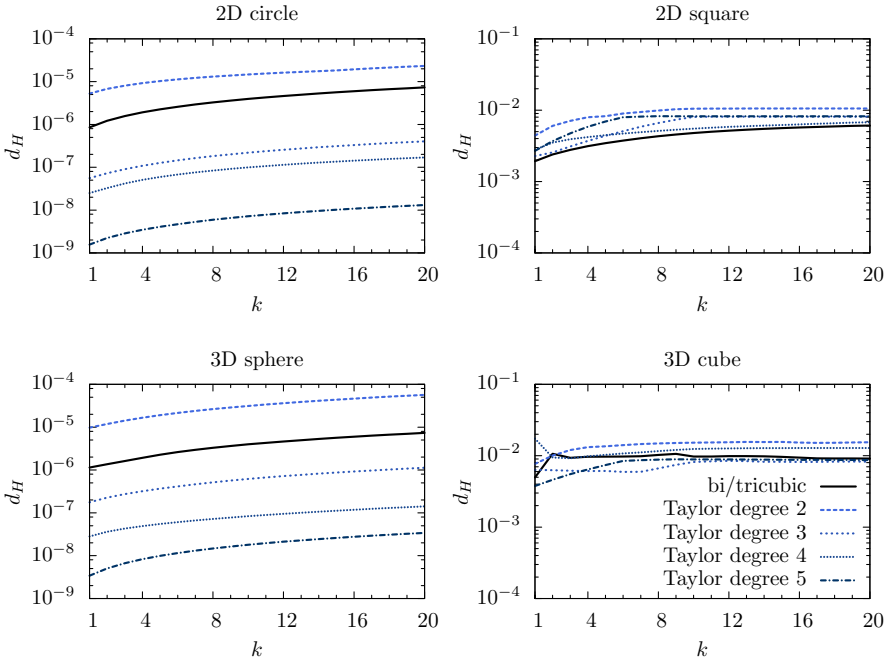 2D circle
10⁻⁴
10⁻⁵
10⁻⁶
10⁻⁷
10⁻⁸
10⁻⁹
d_H
1 4 8 12 16 20
k
2D square
10⁻¹
10⁻²
10⁻³
10⁻⁴
d_H
1 4 8 12 16 20
k
3D sphere
10⁻⁴
10⁻⁵
10⁻⁶
10⁻⁷
10⁻⁸
10⁻⁹
d_H
1 4 8 12 16 20
k
3D cube
10⁻¹
10⁻²
10⁻³
10⁻⁴
d_H
bi/tricubic
Taylor degree 2
Taylor degree 3
Taylor degree 4
Taylor degree 5
1 4 8 12 16 20
k